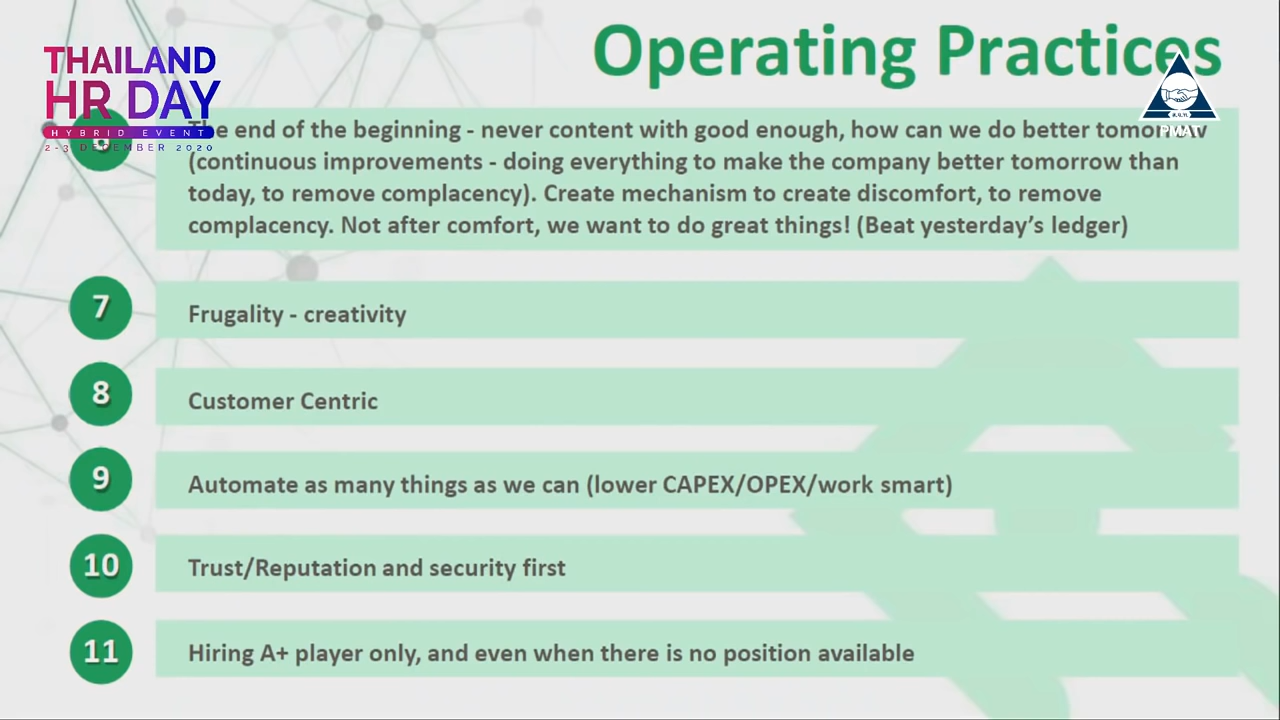 Operating Practices
THAILAND
HR DAY
HYBRID EVENT
2-3 DECEMBER 2020
PMAT
6
The end of the beginning - never content with good enough, how can we do better tomorrow
(continuous improvements - doing everything to make the company better tomorrow than
today, to remove complacency). Create mechanism to create discomfort, to remove
complacency. Not after comfort, we want to do great things! (Beat yesterday's ledger)
7
Frugality - creativity
8
Customer Centric
9
Automate as many things as we can (lower CAPEX/OPEX/work smart)
10
Trust/Reputation and security first
11
Hiring A+ player only, and even when there is no position available